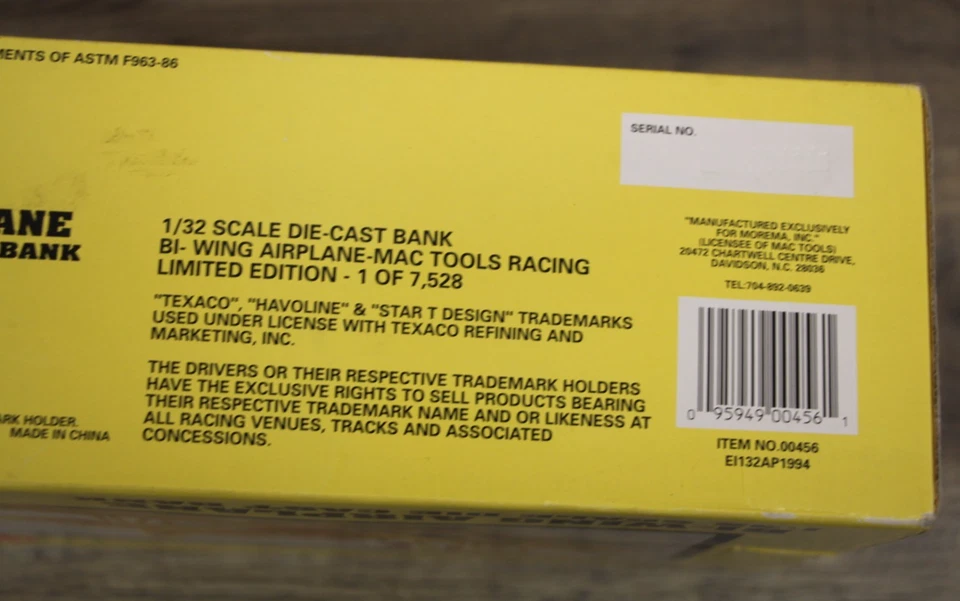 MENTS OF ASTM F963-86
SERIAL NO.
ANE
BANK
1/32 SCALE DIE-CAST BANK
BI- WING AIRPLANE-MAC TOOLS RACING
LIMITED EDITION - 1 OF 7,528
"TEXACO", "HAVOLINE" & "STAR T DESIGN" TRADEMARKS
USED UNDER LICENSE WITH TEXACO REFINING AND
MARKETING, INC.
THE DRIVERS OR THEIR RESPECTIVE TRADEMARK HOLDERS
HAVE THE EXCLUSIVE RIGHTS TO SELL PRODUCTS BEARING
THEIR RESPECTIVE TRADEMARK NAME AND OR LIKENESS AT
ALL RACING VENUES, TRACKS AND ASSOCIATED
CONCESSIONS.
ARK HOLDER.
MADE IN CHINA
"MANUFACTURED EXCLUSIVELY
FOR MOREMA, INC."
(LICENSEE OF MAC TOOLS)
20472 CHARTWELL CENTRE DRIVE,
DAVIDSON, N.C. 28036
TEL:704-892-0639
0 95949 00456 1
ITEM NO.00456
EI132AP1994